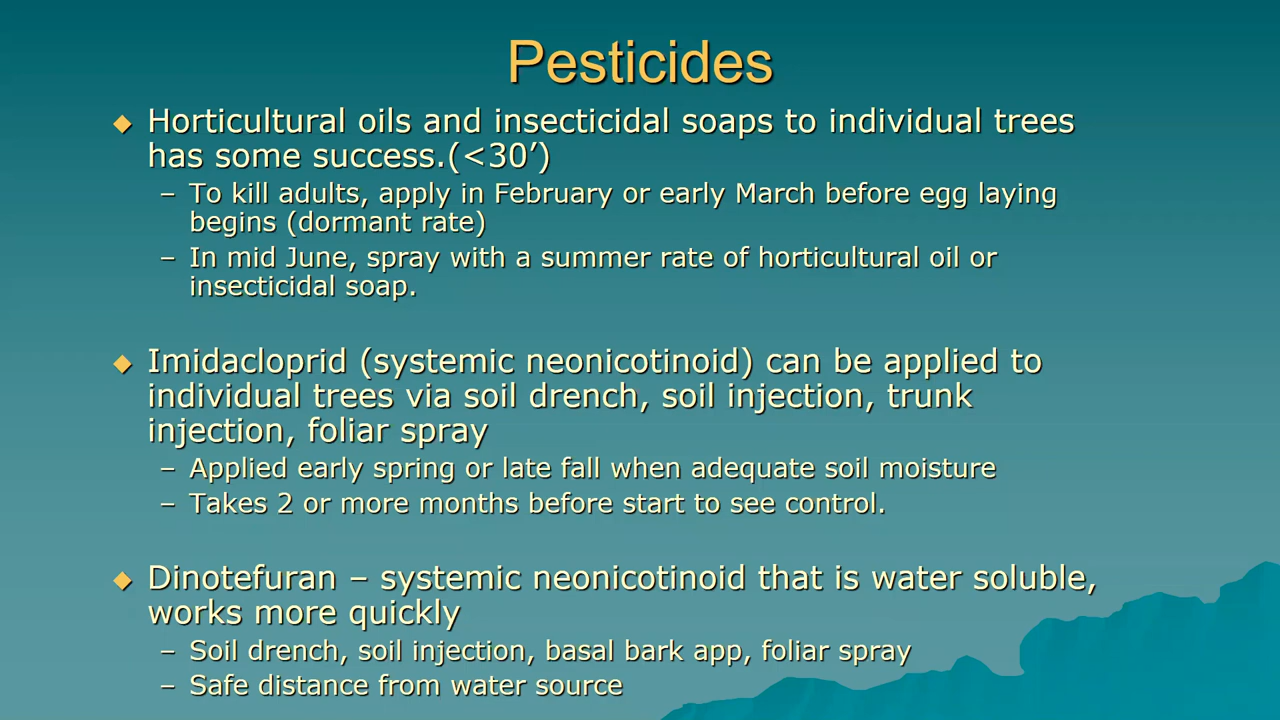 Pesticides
Horticultural oils and insecticidal soaps to individual trees
has some success.(<30’)
– To kill adults, apply in February or early March before egg laying
begins (dormant rate)
– In mid June, spray with a summer rate of horticultural oil or
insecticidal soap.
Imidacloprid (systemic neonicotinoid) can be applied to
individual trees via soil drench, soil injection, trunk
injection, foliar spray
– Applied early spring or late fall when adequate soil moisture
– Takes 2 or more months before start to see control.
Dinotefuran – systemic neonicotinoid that is water soluble,
works more quickly
– Soil drench, soil injection, basal bark app, foliar spray
– Safe distance from water source